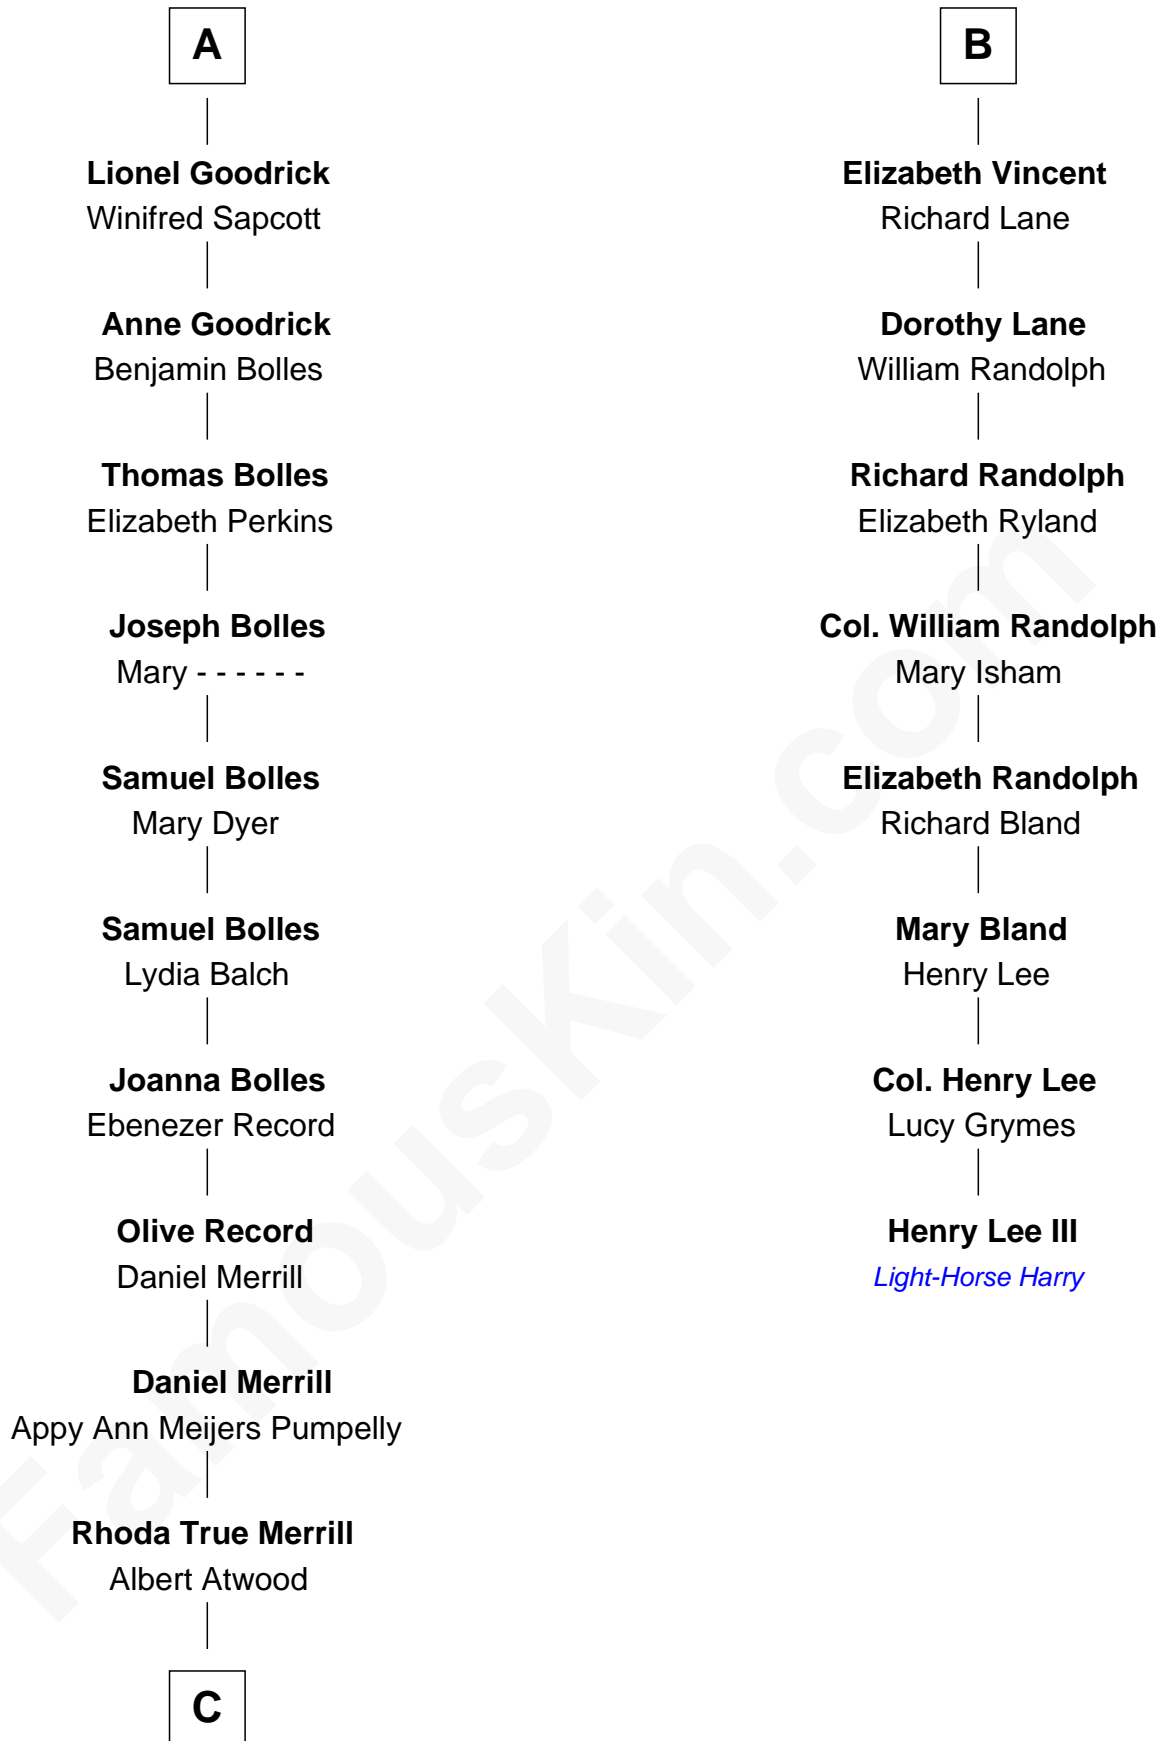 A
Lionel Goodrick
Winifred Sapcott
Anne Goodrick
Benjamin Bolles
Thomas Bolles
Elizabeth Perkins
Joseph Bolles
Mary - - - - - -
Samuel Bolles
Mary Dyer
Samuel Bolles
Lydia Balch
Joanna Bolles
Ebenezer Record
Olive Record
Daniel Merrill
Daniel Merrill
Appy Ann Meijers Pumpelly
Rhoda True Merrill
Albert Atwood
C
B
Elizabeth Vincent
Richard Lane
Dorothy Lane
William Randolph
Richard Randolph
Elizabeth Ryland
Col. William Randolph
Mary Isham
Elizabeth Randolph
Richard Bland
Mary Bland
Henry Lee
Col. Henry Lee
Lucy Grymes
Henry Lee III
Light-Horse Harry
FamousKin.com